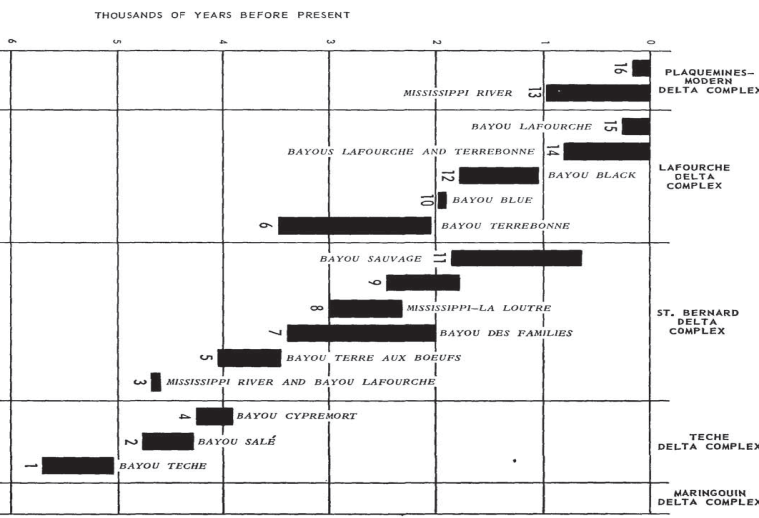 THOUSANDS OF YEARS BEFORE PRESENT
6 5 4 3 2 1 0
16
PLAQUEMINES–
MODERN
DELTA COMPLEX
MISSISSIPPI RIVER 13
BAYOU LAFOURCHE 15
BAYOUS LAFOURCHE AND TERREBONNE 14
LAFOURCHE
DELTA
COMPLEX
12 BAYOU BLACK
10 BAYOU BLUE
6 BAYOU TERREBONNE
BAYOU SAUVAGE 11
9
8 MISSISSIPPI–LA LOUTRE
ST. BERNARD
DELTA
COMPLEX
7 BAYOU DES FAMILIES
5 BAYOU TERRE AUX BOEUFS
3 MISSISSIPPI RIVER AND BAYOU LAFOURCHE
4 BAYOU CYPREMORT
2 BAYOU SALÉ
TECHE
DELTA COMPLEX
1 BAYOU TECHE
MARINGOUIN
DELTA COMPLEX